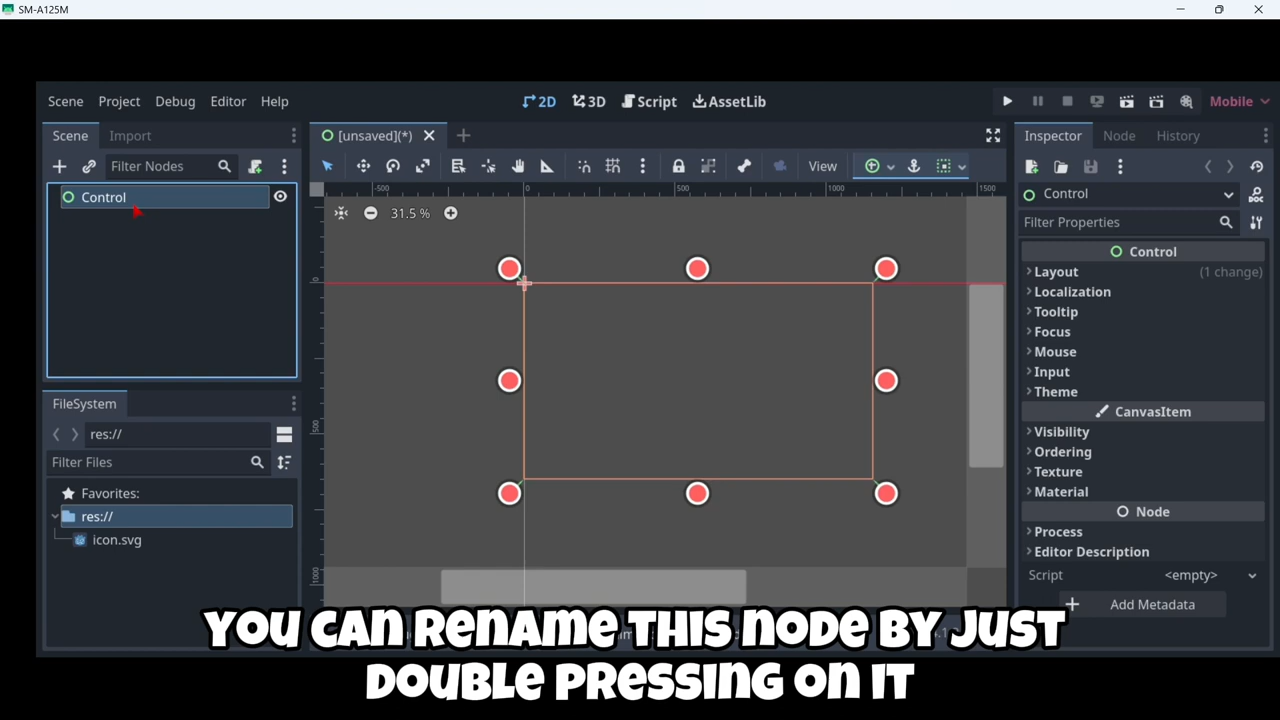 SM-A125M
Scene Project Debug Editor Help
2D 3D Script AssetLib
Mobile
Scene Import
[unsaved](*)
Inspector Node History
Filter Nodes
View
Control
-500 0 500 1000 1500
Control
31.5 %
Filter Properties
0
500
1000
Control
Layout (1 change)
Localization
Tooltip
Focus
Mouse
Input
Theme
CanvasItem
Visibility
Ordering
Texture
Material
Node
Process
Editor Description
Script <empty>
Add Metadata
FileSystem
res://
Filter Files
Favorites:
res://
icon.svg
YOU CAN RENAME THIS NODE BY JUST
DOUBLE PRESSING ON IT